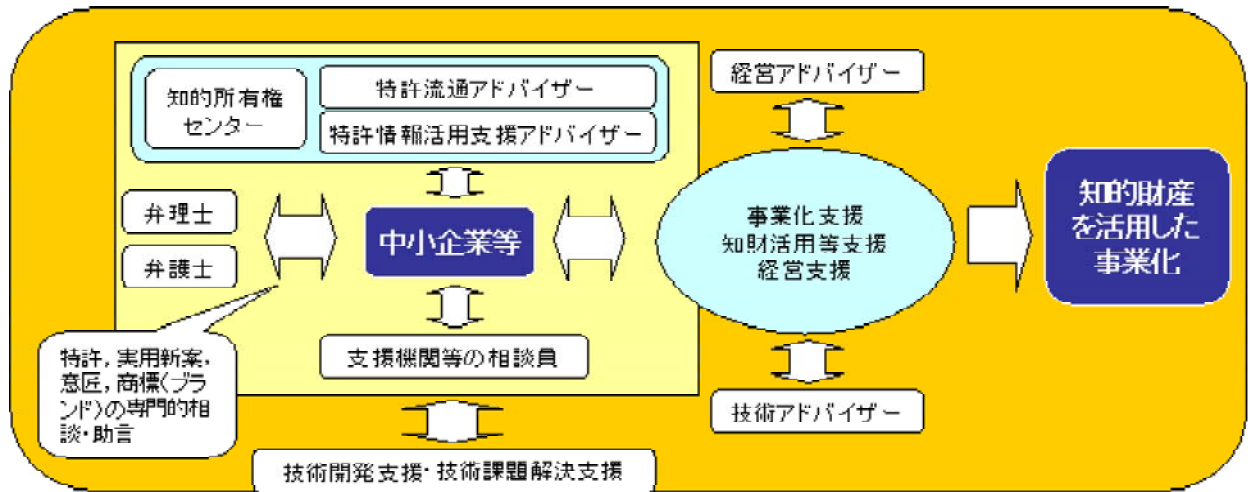 知的所有権
センター
特許流通アドバイザー
特許情報活用支援アドバイザー
経営アドバイザー
弁理士
弁護士
中小企業等
事業化支援
知財活用等支援
経営支援
知的財産
を活用した
事業化
特許，実用新案，
意匠，商標（ブラ
ンド）の専門的相
談・助言
支援機関等の相談員
技術アドバイザー
技術開発支援・技術課題解決支援